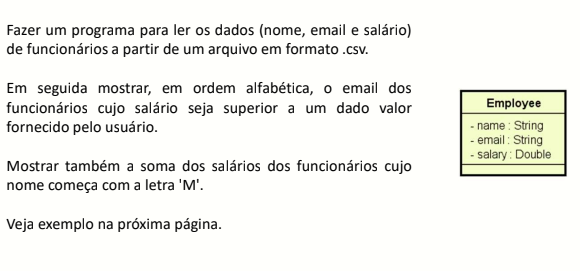 Fazer um programa para ler os dados (nome, email e salário)
de funcionários a partir de um arquivo em formato .csv.
Em seguida mostrar, em ordem alfabética, o email dos
funcionários cujo salário seja superior a um dado valor
fornecido pelo usuário.
Mostrar também a soma dos salários dos funcionários cujo
nome começa com a letra 'M'.
Veja exemplo na próxima página.
Employee
- name : String
- email : String
- salary : Double